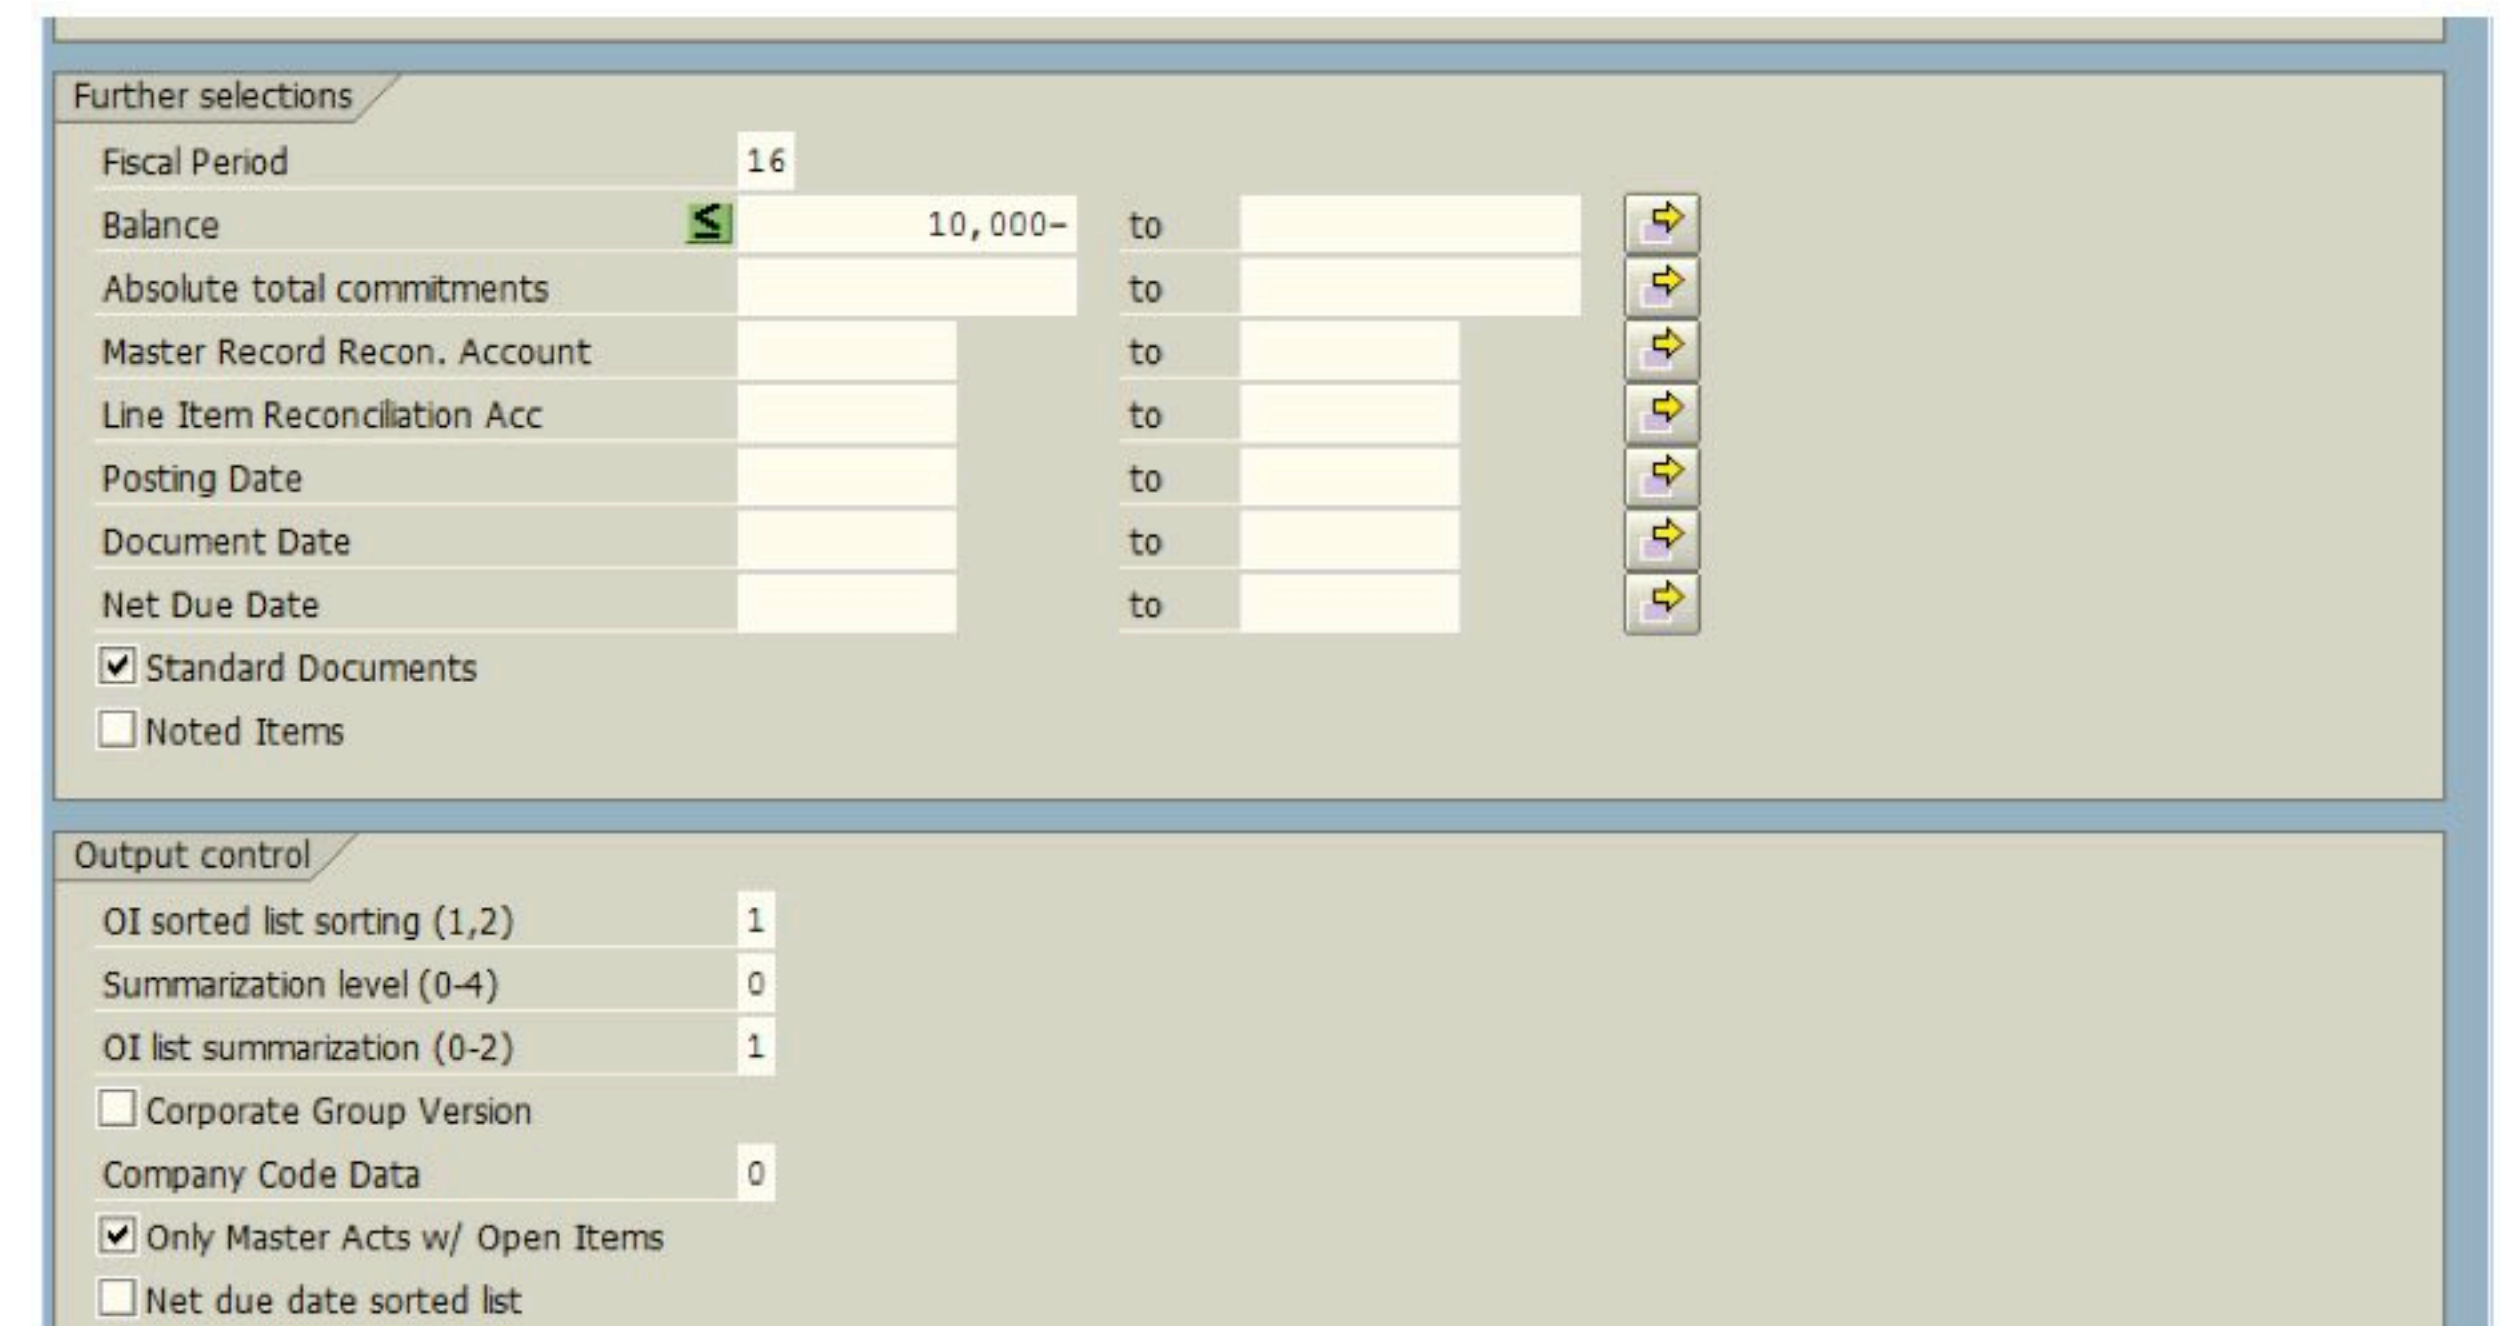 Further selections
Fiscal Period 16
Balance ≤ 10,000- to
Absolute total commitments to
Master Record Recon. Account to
Line Item Reconciliation Acc to
Posting Date to
Document Date to
Net Due Date to
Standard Documents
Noted Items
Output control
OI sorted list sorting (1,2) 1
Summarization level (0-4) 0
OI list summarization (0-2) 1
Corporate Group Version
Company Code Data 0
Only Master Acts w/ Open Items
Net due date sorted list